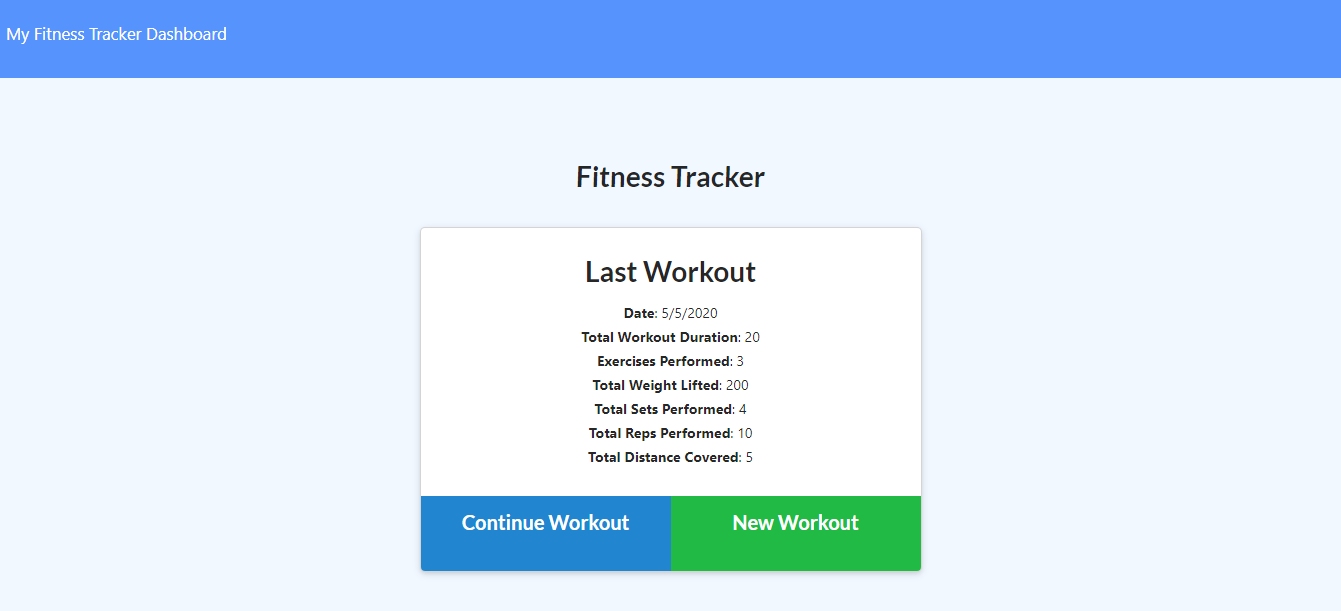 My Fitness Tracker Dashboard
Fitness Tracker
Last Workout
Date: 5/5/2020
Total Workout Duration: 20
Exercises Performed: 3
Total Weight Lifted: 200
Total Sets Performed: 4
Total Reps Performed: 10
Total Distance Covered: 5
Continue Workout
New Workout